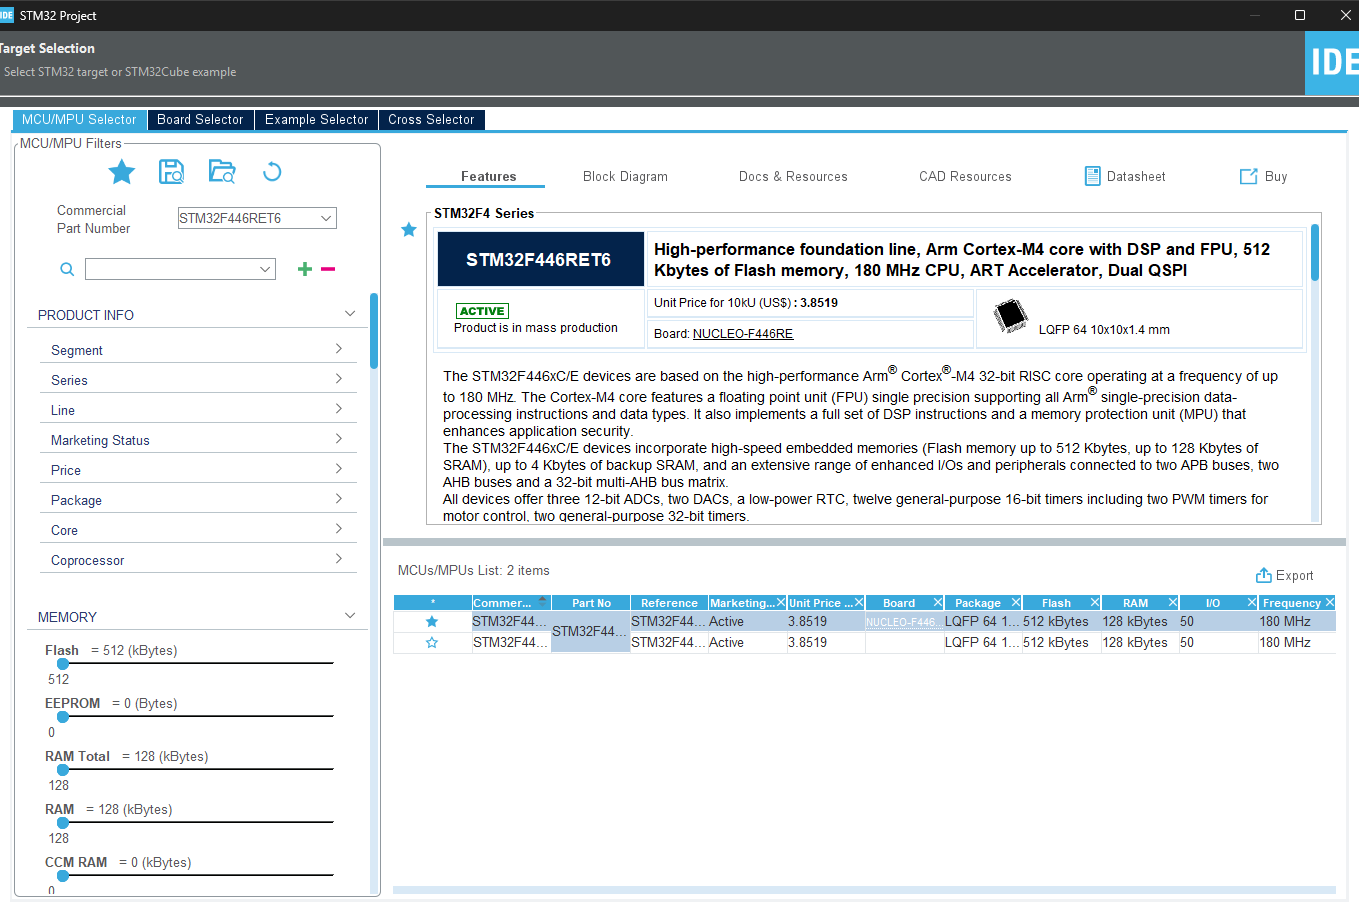 IDE STM32 Project
Target Selection
Select STM32 target or STM32Cube example
IDE
MCU/MPU Selector Board Selector Example Selector Cross Selector
MCU/MPU Filters
Commercial
Part Number
STM32F446RET6
PRODUCT INFO
Segment
Series
Line
Marketing Status
Price
Package
Core
Coprocessor
MEMORY
Flash = 512 (kBytes)
512
EEPROM = 0 (Bytes)
0
RAM Total = 128 (kBytes)
128
RAM = 128 (kBytes)
128
CCM RAM = 0 (kBytes)
0
Features Block Diagram Docs & Resources CAD Resources Datasheet Buy
STM32F4 Series
STM32F446RET6
High-performance foundation line, Arm Cortex-M4 core with DSP and FPU, 512
Kbytes of Flash memory, 180 MHz CPU, ART Accelerator, Dual QSPI
ACTIVE
Product is in mass production
Unit Price for 10kU (US$) : 3.8519
Board: NUCLEO-F446RE
LQFP 64 10x10x1.4 mm
The STM32F446xC/E devices are based on the high-performance Arm® Cortex®-M4 32-bit RISC core operating at a frequency of up
to 180 MHz. The Cortex-M4 core features a floating point unit (FPU) single precision supporting all Arm® single-precision data-
processing instructions and data types. It also implements a full set of DSP instructions and a memory protection unit (MPU) that
enhances application security.
The STM32F446xC/E devices incorporate high-speed embedded memories (Flash memory up to 512 Kbytes, up to 128 Kbytes of
SRAM), up to 4 Kbytes of backup SRAM, and an extensive range of enhanced I/Os and peripherals connected to two APB buses, two
AHB buses and a 32-bit multi-AHB bus matrix.
All devices offer three 12-bit ADCs, two DACs, a low-power RTC, twelve general-purpose 16-bit timers including two PWM timers for
motor control, two general-purpose 32-bit timers.
MCUs/MPUs List: 2 items
Export
* Commer... Part No Reference Marketing... Unit Price ... Board Package Flash RAM I/O Frequency
STM32F44... STM32F44... STM32F44... Active 3.8519 NUCLEO-F446... LQFP 64 1... 512 kBytes 128 kBytes 50 180 MHz
STM32F44... STM32F44... Active 3.8519 LQFP 64 1... 512 kBytes 128 kBytes 50 180 MHz